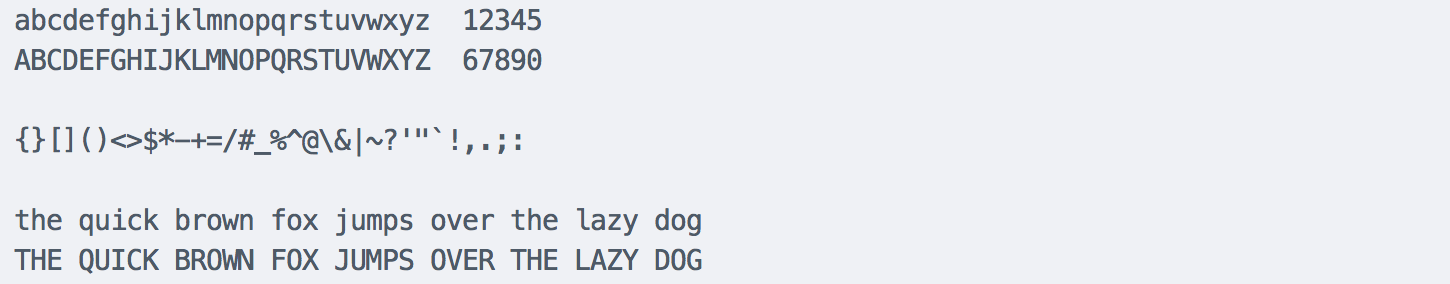 abcdefghijklmnopqrstuvwxyz  12345
ABCDEFGHIJKLMNOPQRSTUVWXYZ  67890
{}[]()<>$*-+=/#_%^@\&|~?'"`!,.;:
the quick brown fox jumps over the lazy dog
THE QUICK BROWN FOX JUMPS OVER THE LAZY DOG